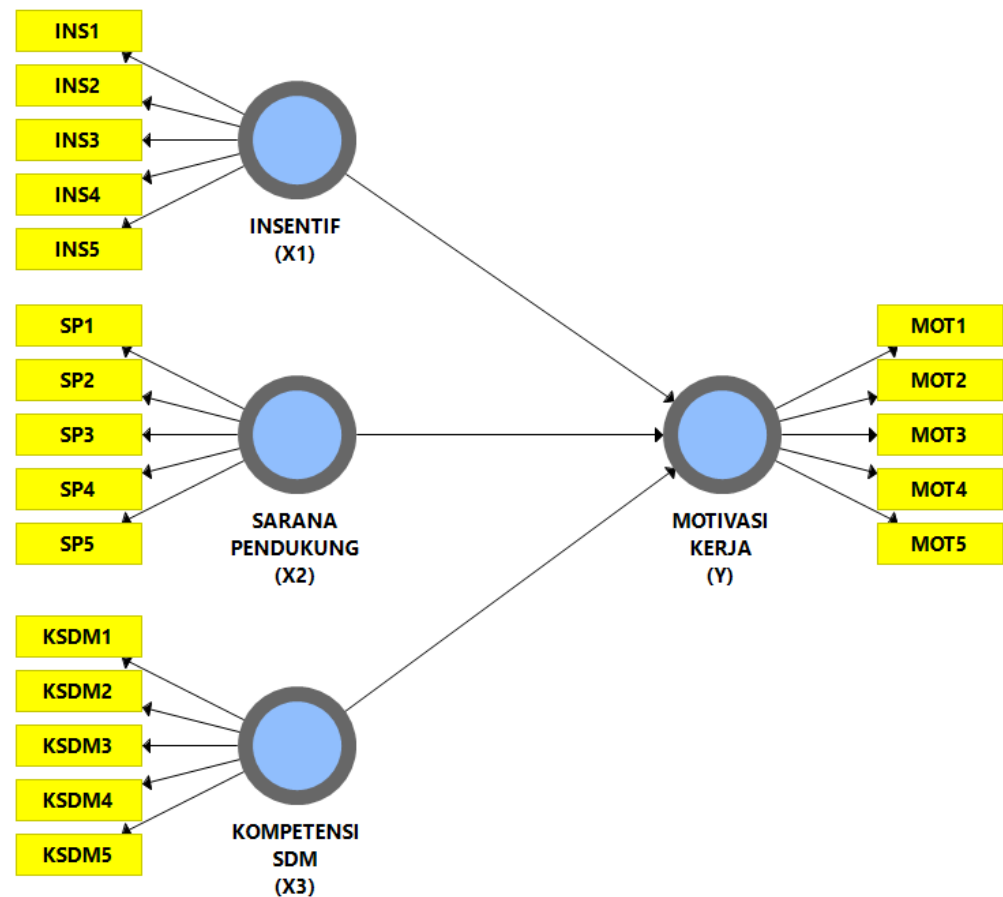 INS1
INS2
INS3
INS4
INS5
INSENTIF
(X1)
SP1
SP2
SP3
SP4
SP5
SARANA
PENDUKUNG
(X2)
KSDM1
KSDM2
KSDM3
KSDM4
KSDM5
KOMPETENSI
SDM
(X3)
MOTIVASI
KERJA
(Y)
MOT1
MOT2
MOT3
MOT4
MOT5